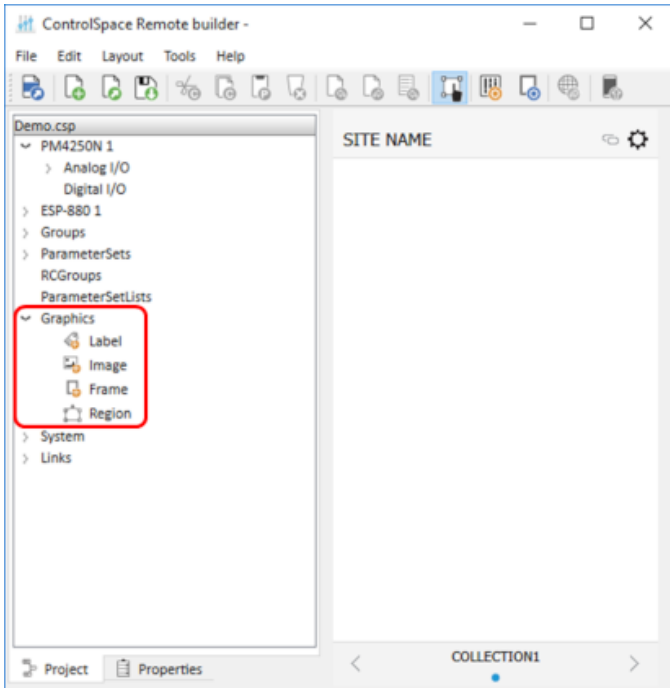 ControlSpace Remote builder -
File Edit Layout Tools Help
Demo.csp
PM4250N 1
Analog I/O
Digital I/O
ESP-880 1
Groups
ParameterSets
RCGroups
ParameterSetLists
Graphics
Label
Image
Frame
Region
System
Links
Project Properties
SITE NAME
COLLECTION1